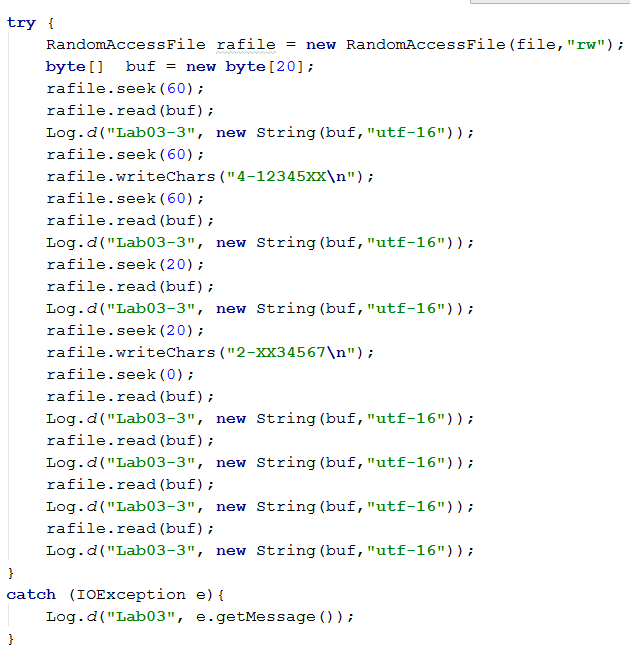 try {
    RandomAccessFile rafile = new RandomAccessFile(file,"rw");
    byte[]  buf = new byte[20];
    rafile.seek(60);
    rafile.read(buf);
    Log.d("Lab03-3", new String(buf,"utf-16"));
    rafile.seek(60);
    rafile.writeChars("4-12345XX\n");
    rafile.seek(60);
    rafile.read(buf);
    Log.d("Lab03-3", new String(buf,"utf-16"));
    rafile.seek(20);
    rafile.read(buf);
    Log.d("Lab03-3", new String(buf,"utf-16"));
    rafile.seek(20);
    rafile.writeChars("2-XX34567\n");
    rafile.seek(0);
    rafile.read(buf);
    Log.d("Lab03-3", new String(buf,"utf-16"));
    rafile.read(buf);
    Log.d("Lab03-3", new String(buf,"utf-16"));
    rafile.read(buf);
    Log.d("Lab03-3", new String(buf,"utf-16"));
    rafile.read(buf);
    Log.d("Lab03-3", new String(buf,"utf-16"));
}
catch (IOException e){
    Log.d("Lab03", e.getMessage());
}